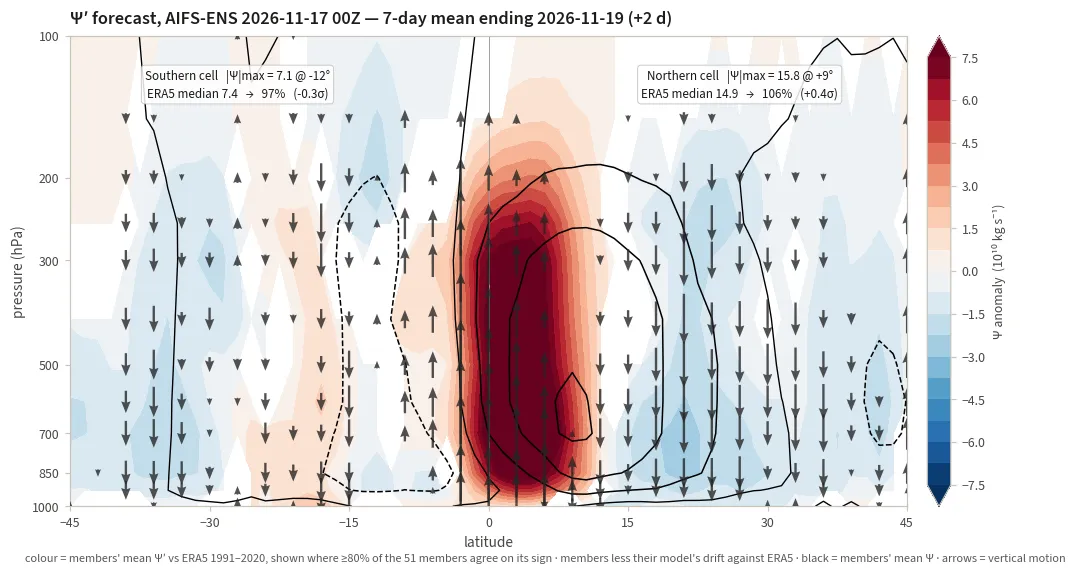 Ψ′ forecast, AIFS-ENS 2026-11-17 00Z — 7-day mean ending 2026-11-19 (+2 d)
Southern cell |Ψ|max = 7.1 @ -12°
ERA5 median 7.4 → 97% (-0.3σ)
Northern cell |Ψ|max = 15.8 @ +9°
ERA5 median 14.9 → 106% (+0.4σ)
pressure (hPa)
100
200
300
400
500
700
850
1000
−45
−30
−15
0
15
30
45
latitude
7.5
6.0
4.5
3.0
1.5
0.0
−1.5
−3.0
−4.5
−6.0
−7.5
Ψ anomaly (10¹⁰ kg s⁻¹)
colour = members' mean Ψ′ vs ERA5 1991–2020, shown where ≥80% of the 51 members agree on its sign · members less their model's drift against ERA5 · black = members' mean Ψ · arrows = vertical motion